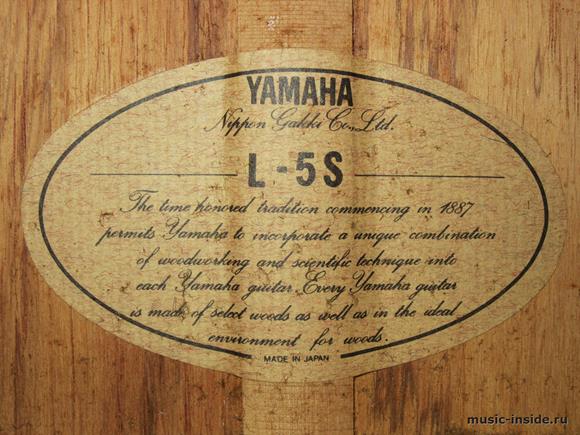 YAMAHA
Nippon Gakki Co., Ltd.
L-5S
The time honored tradition commencing in 1887
permits Yamaha to incorporate a unique combination
of woodworking and scientific technique into
each Yamaha guitar. Every Yamaha guitar
is made of select woods as well as in the ideal
environment for woods.
MADE IN JAPAN
music-inside.ru